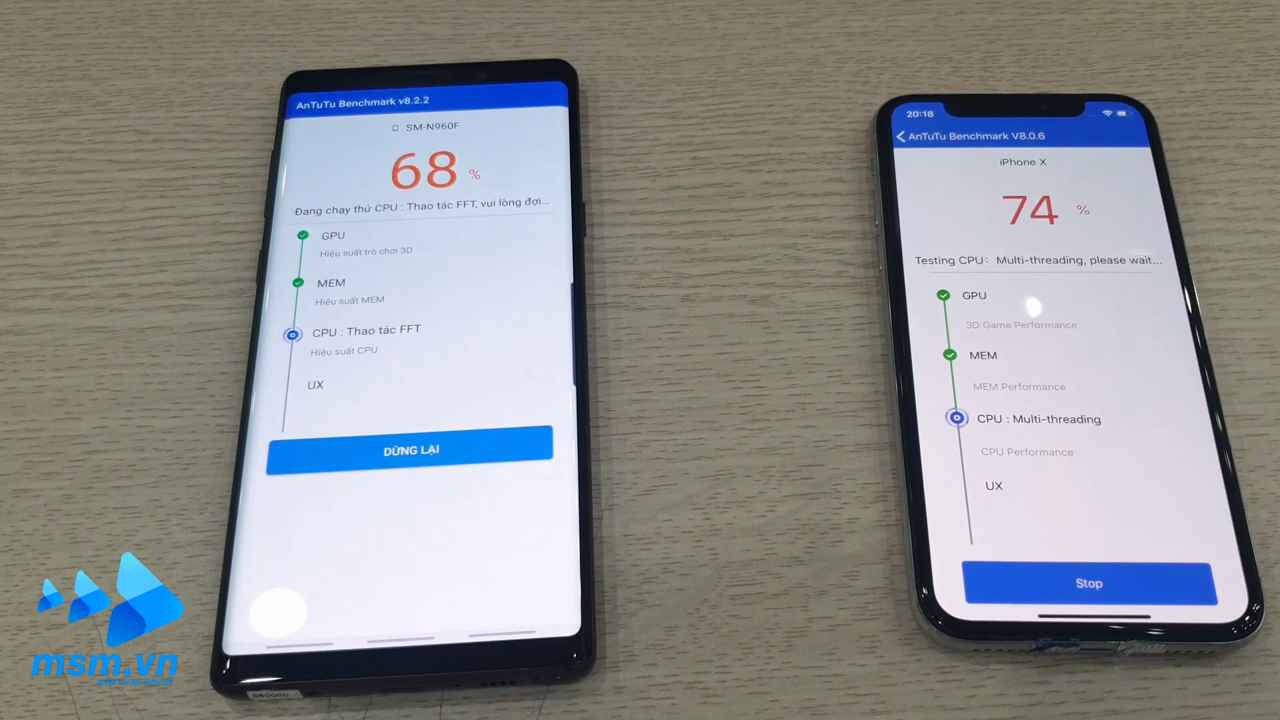 AnTuTu Benchmark v8.2.2
SM-N960F
68 %
Đang chạy thử CPU : Thao tác FFT, vui lòng đợi...
GPU
Hiệu suất trò chơi 3D
MEM
Hiệu suất MEM
CPU : Thao tác FFT
Hiệu suất CPU
UX
DỪNG LẠI
20:18
AnTuTu Benchmark V8.0.6
iPhone X
74 %
Testing CPU: Multi-threading, please wait...
GPU
3D Game Performance
MEM
MEM Performance
CPU : Multi-threading
CPU Performance
UX
Stop
msm.vn